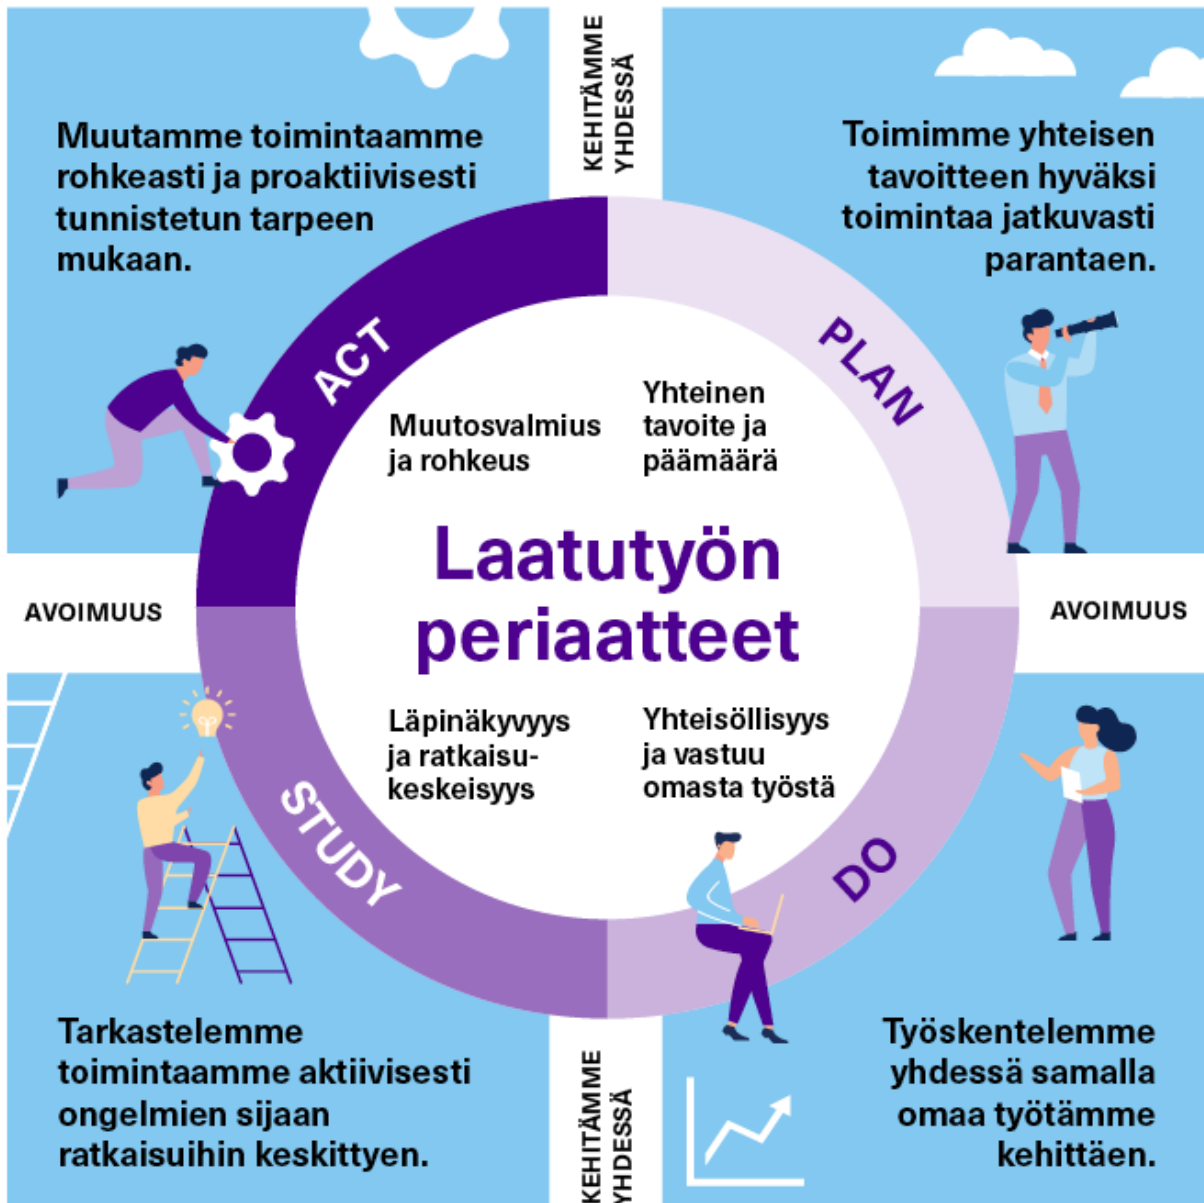 KEHITÄMME
YHDESSÄ
Muutamme toimintaamme
rohkeasti ja proaktiivisesti
tunnistetun tarpeen
mukaan.
Toimimme yhteisen
tavoitteen hyväksi
toimintaa jatkuvasti
parantaen.
ACT
PLAN
Muutosvalmius
ja rohkeus
Yhteinen
tavoite ja
päämäärä
Laatutyön
periaatteet
AVOIMUUS
AVOIMUUS
Läpinäkyvyys
ja ratkaisu-
keskeisyys
Yhteisöllisyys
ja vastuu
omasta työstä
STUDY
DO
Tarkastelemme
toimintaamme aktiivisesti
ongelmien sijaan
ratkaisuihin keskittyen.
Työskentelemme
yhdessä samalla
omaa työtämme
kehittäen.
KEHITÄMME
YHDESSÄ